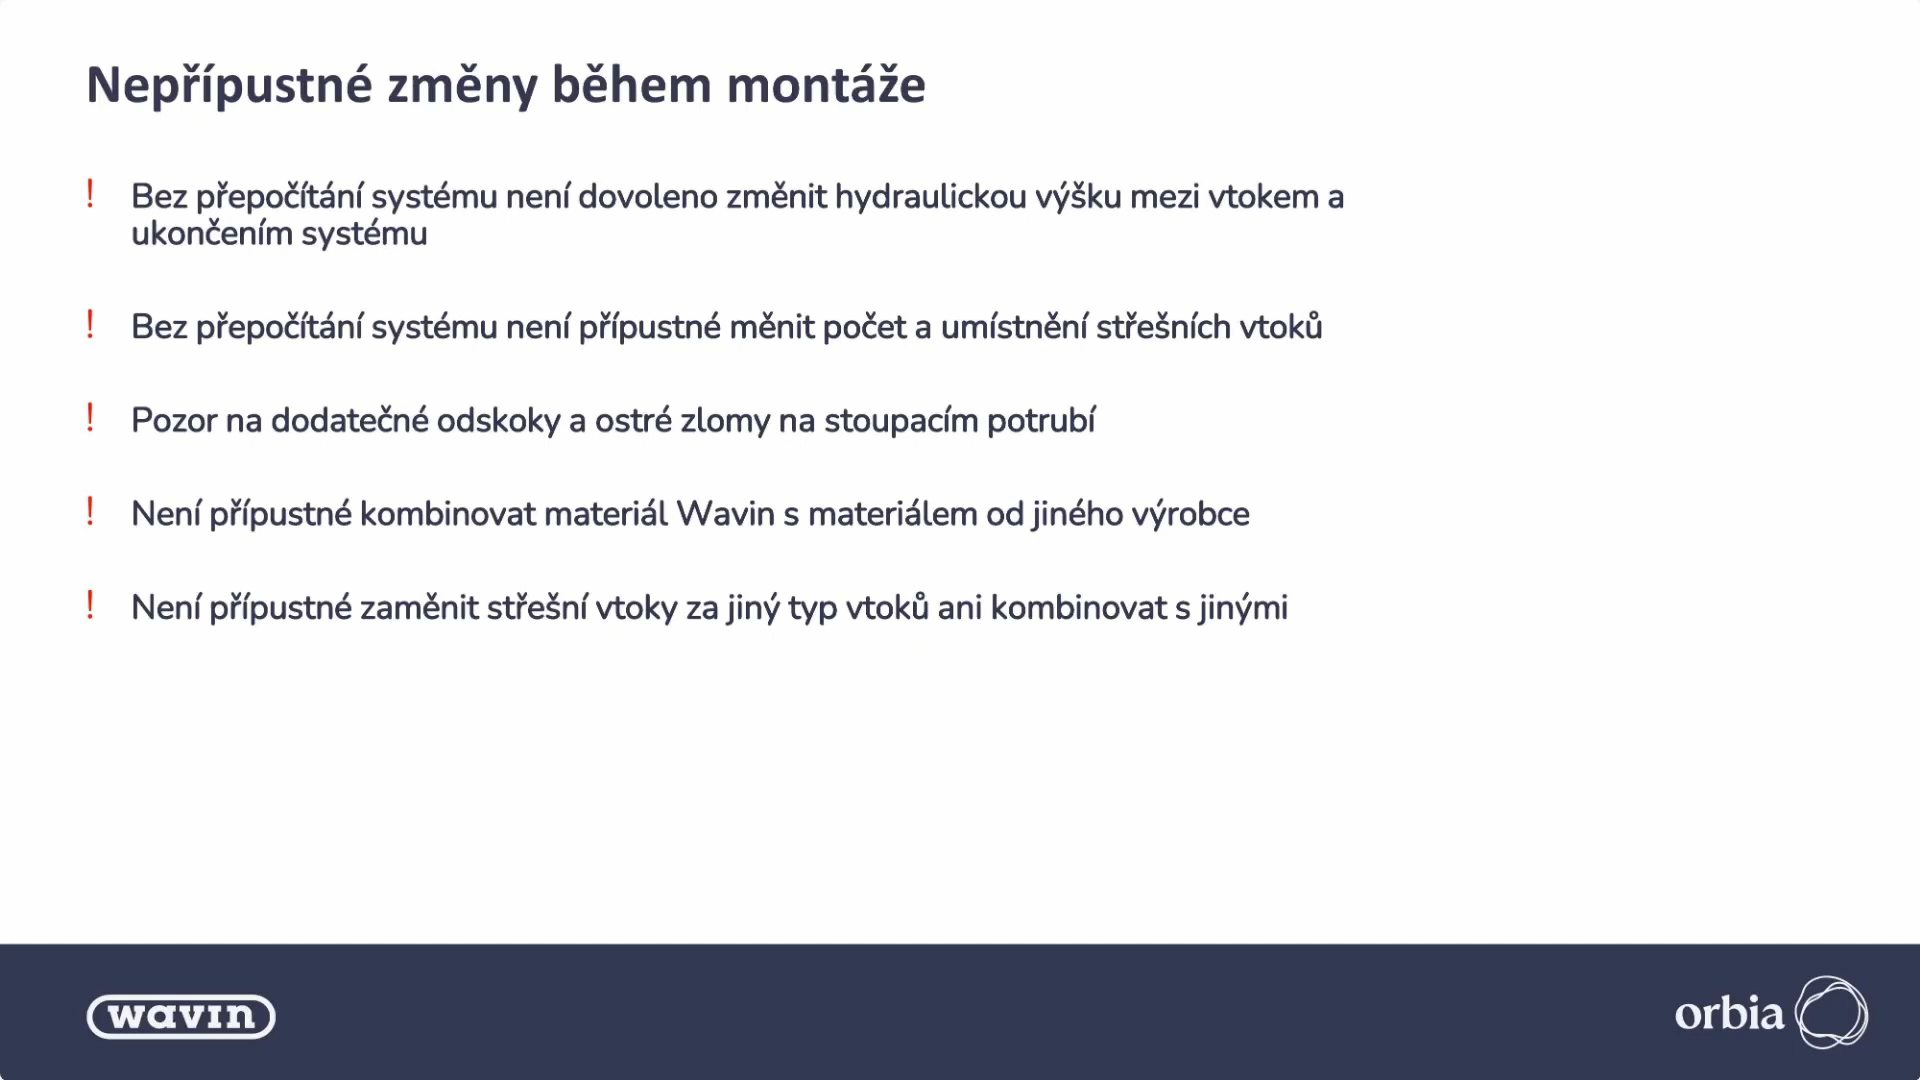 Nepřípustné změny během montáže
! Bez přepočítání systému není dovoleno změnit hydraulickou výšku mezi vtokem a
ukončením systému
! Bez přepočítání systému není přípustné měnit počet a umístnění střešních vtoků
! Pozor na dodatečné odskoky a ostré zlomy na stoupacím potrubí
! Není přípustné kombinovat materiál Wavin s materiálem od jiného výrobce
! Není přípustné zaměnit střešní vtoky za jiný typ vtoků ani kombinovat s jinými
wavin
orbia